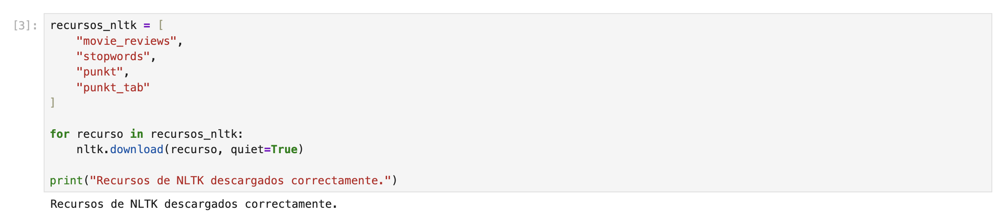 [3]: recursos_nltk = [
    "movie_reviews",
    "stopwords",
    "punkt",
    "punkt_tab"
]
for recurso in recursos_nltk:
    nltk.download(recurso, quiet=True)
print("Recursos de NLTK descargados correctamente.")
Recursos de NLTK descargados correctamente.